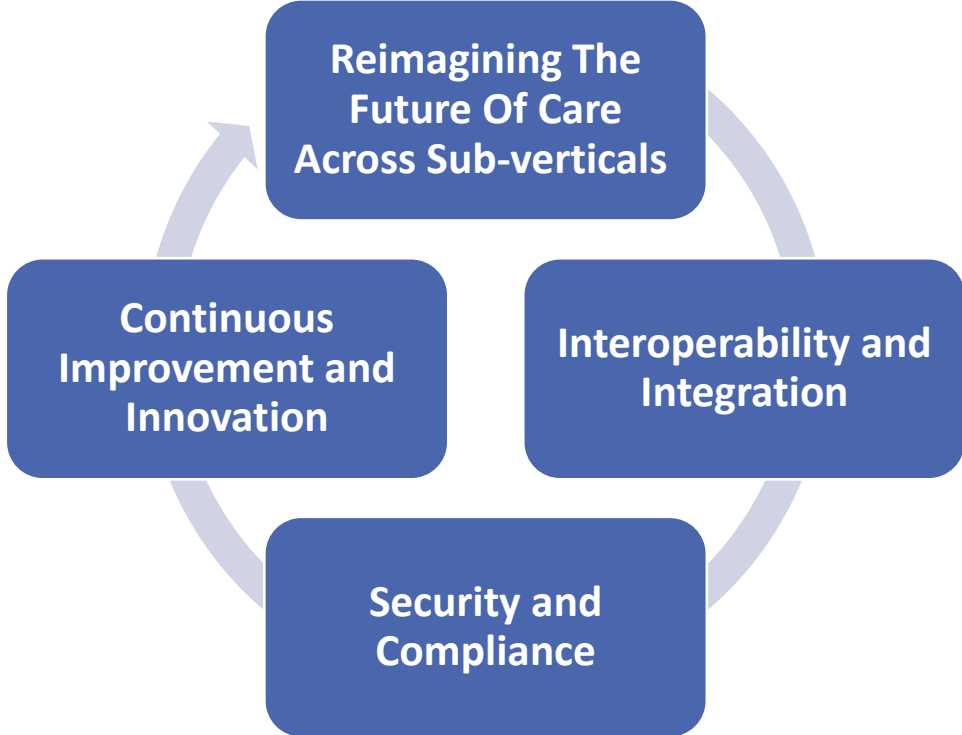 Reimagining The
Future Of Care
Across Sub-verticals
Interoperability and
Integration
Security and
Compliance
Continuous
Improvement and
Innovation